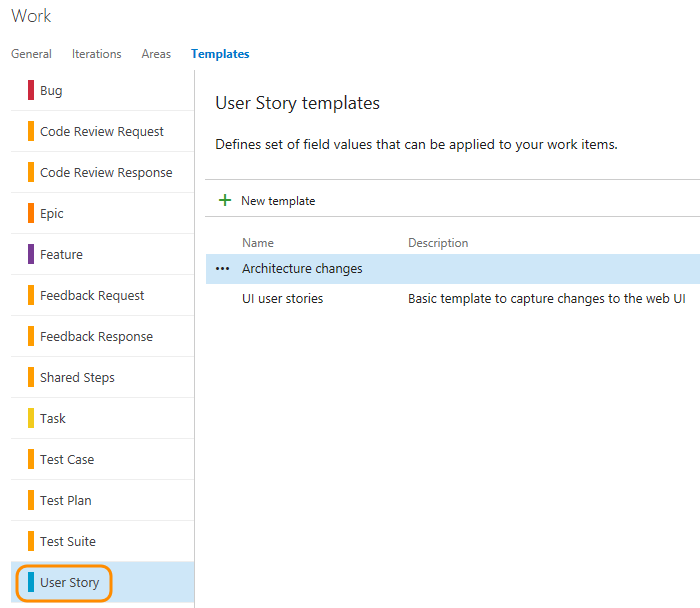 Work
General Iterations Areas Templates
Bug
Code Review Request
Code Review Response
Epic
Feature
Feedback Request
Feedback Response
Shared Steps
Task
Test Case
Test Plan
Test Suite
User Story
User Story templates
Defines set of field values that can be applied to your work items.
+ New template
Name Description
... Architecture changes
UI user stories Basic template to capture changes to the web UI